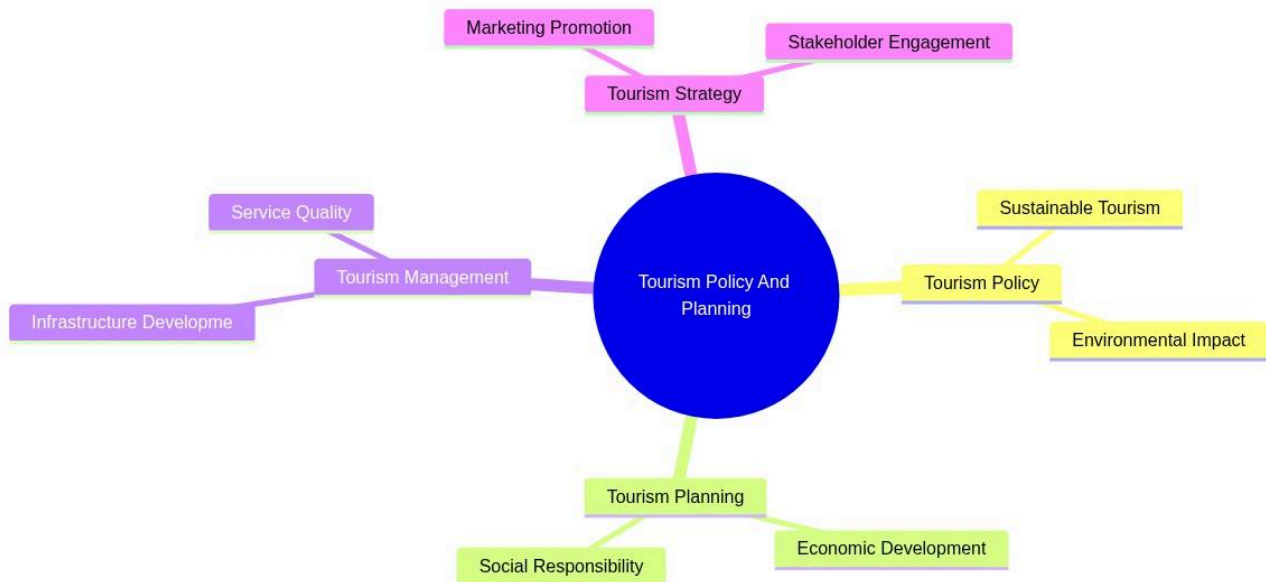 Marketing Promotion
Stakeholder Engagement
Tourism Strategy
Service Quality
Tourism Management
Infrastructure Developme
Tourism Policy And
Planning
Sustainable Tourism
Tourism Policy
Environmental Impact
Tourism Planning
Social Responsibility
Economic Development